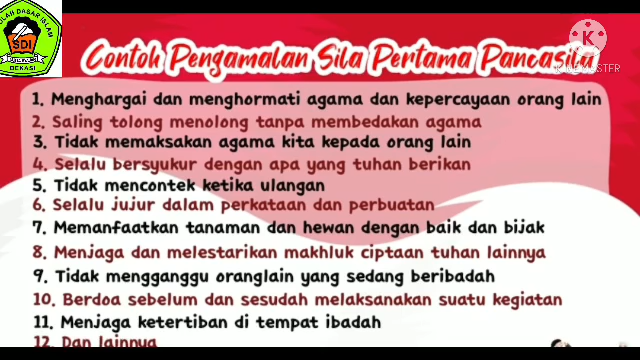 SDI
BEKASI
Contoh Pengamalan Sila Pertama Pancasila
1. Menghargai dan menghormati agama dan kepercayaan orang lain
2. Saling tolong menolong tanpa membedakan agama
3. Tidak memaksakan agama kita kepada orang lain
4. Selalu bersyukur dengan apa yang tuhan berikan
5. Tidak mencontek ketika ulangan
6. Selalu jujur dalam perkataan dan perbuatan
7. Memanfaatkan tanaman dan hewan dengan baik dan bijak
8. Menjaga dan melestarikan makhluk ciptaan tuhan lainnya
9. Tidak mengganggu oranglain yang sedang beribadah
10. Berdoa sebelum dan sesudah melaksanakan suatu kegiatan
11. Menjaga ketertiban di tempat ibadah
12. Dan lainnya